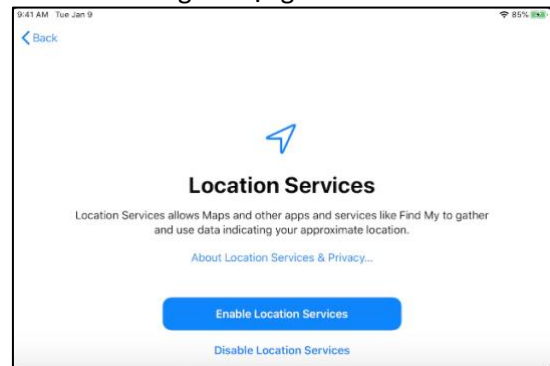 9:41 AM Tue Jan 9
85%
Back
Location Services
Location Services allows Maps and other apps and services like Find My to gather
and use data indicating your approximate location.
About Location Services & Privacy...
Enable Location Services
Disable Location Services